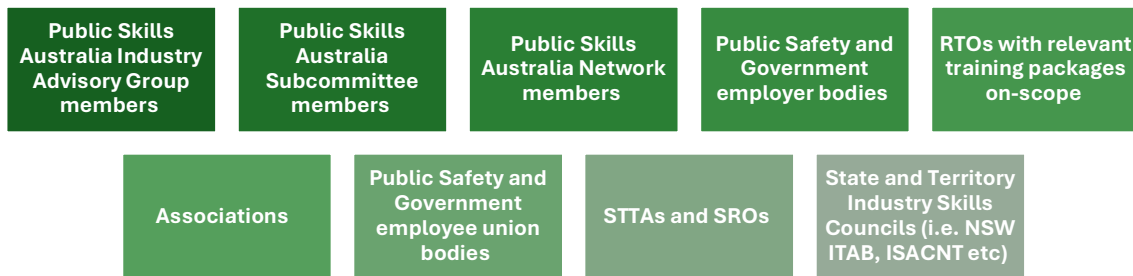 Public Skills
Australia Industry
Advisory Group
members
Public Skills
Australia
Subcommittee
members
Public Skills
Australia Network
members
Public Safety and
Government
employer bodies
RTOs with relevant
training packages
on-scope
Associations
Public Safety and
Government
employee union
bodies
STTAs and SROs
State and Territory
Industry Skills
Councils (i.e. NSW
ITAB, ISACNT etc)